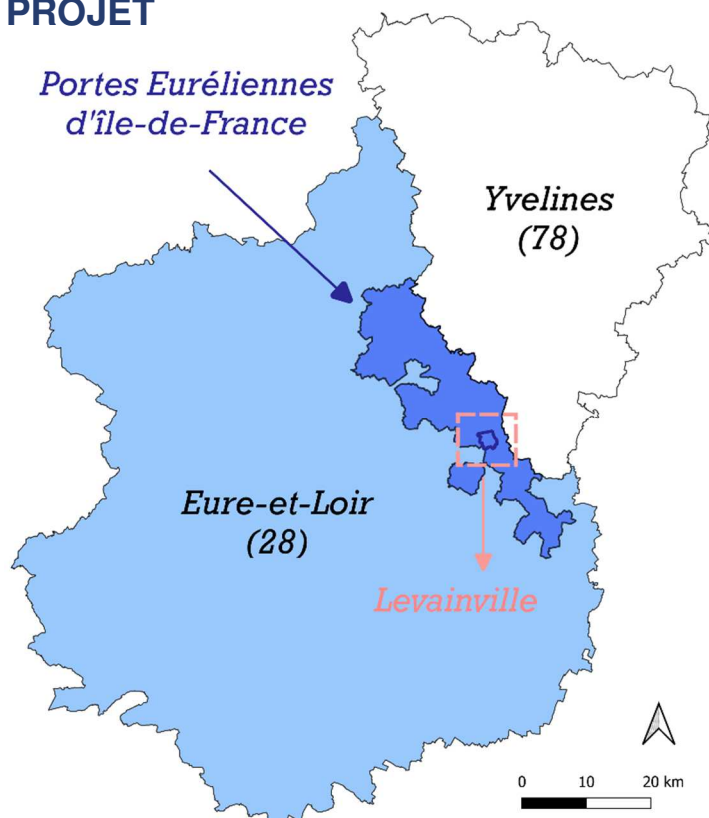 PROJET
Portes Euréliennes
d'île-de-France
Yvelines
(78)
Eure-et-Loir
(28)
Levainville
0 10 20 km